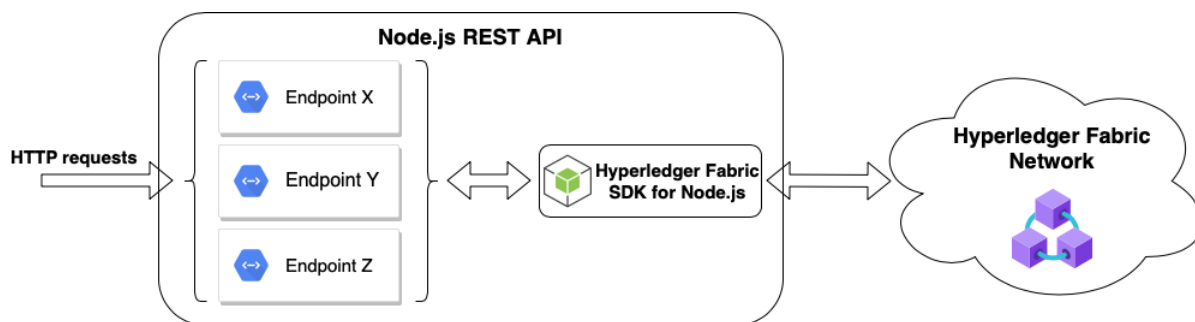 Node.js REST API
HTTP requests
Endpoint X
Endpoint Y
Endpoint Z
Hyperledger Fabric
SDK for Node.js
Hyperledger Fabric
Network